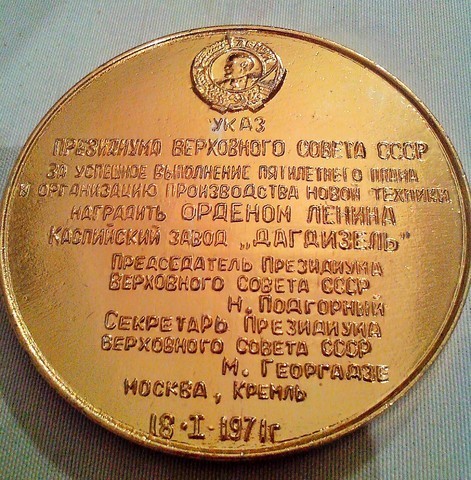 УКАЗ
ПРЕЗИДИУМА ВЕРХОВНОГО СОВЕТА СССР
ЗА УСПЕШНОЕ ВЫПОЛНЕНИЕ ПЯТИЛЕТНЕГО ПЛАНА
И ОРГАНИЗАЦИЮ ПРОИЗВОДСТВА НОВОЙ ТЕХНИКИ
НАГРАДИТЬ ОРДЕНОМ ЛЕНИНА
КАСПИЙСКИЙ ЗАВОД „ДАГДИЗЕЛЬ"
ПРЕДСЕДАТЕЛЬ ПРЕЗИДИУМА
ВЕРХОВНОГО СОВЕТА СССР
Н. ПОДГОРНЫЙ
СЕКРЕТАРЬ ПРЕЗИДИУМА
ВЕРХОВНОГО СОВЕТА СССР
М. ГЕОРГАДЗЕ
МОСКВА, КРЕМЛЬ
18·I-1971г